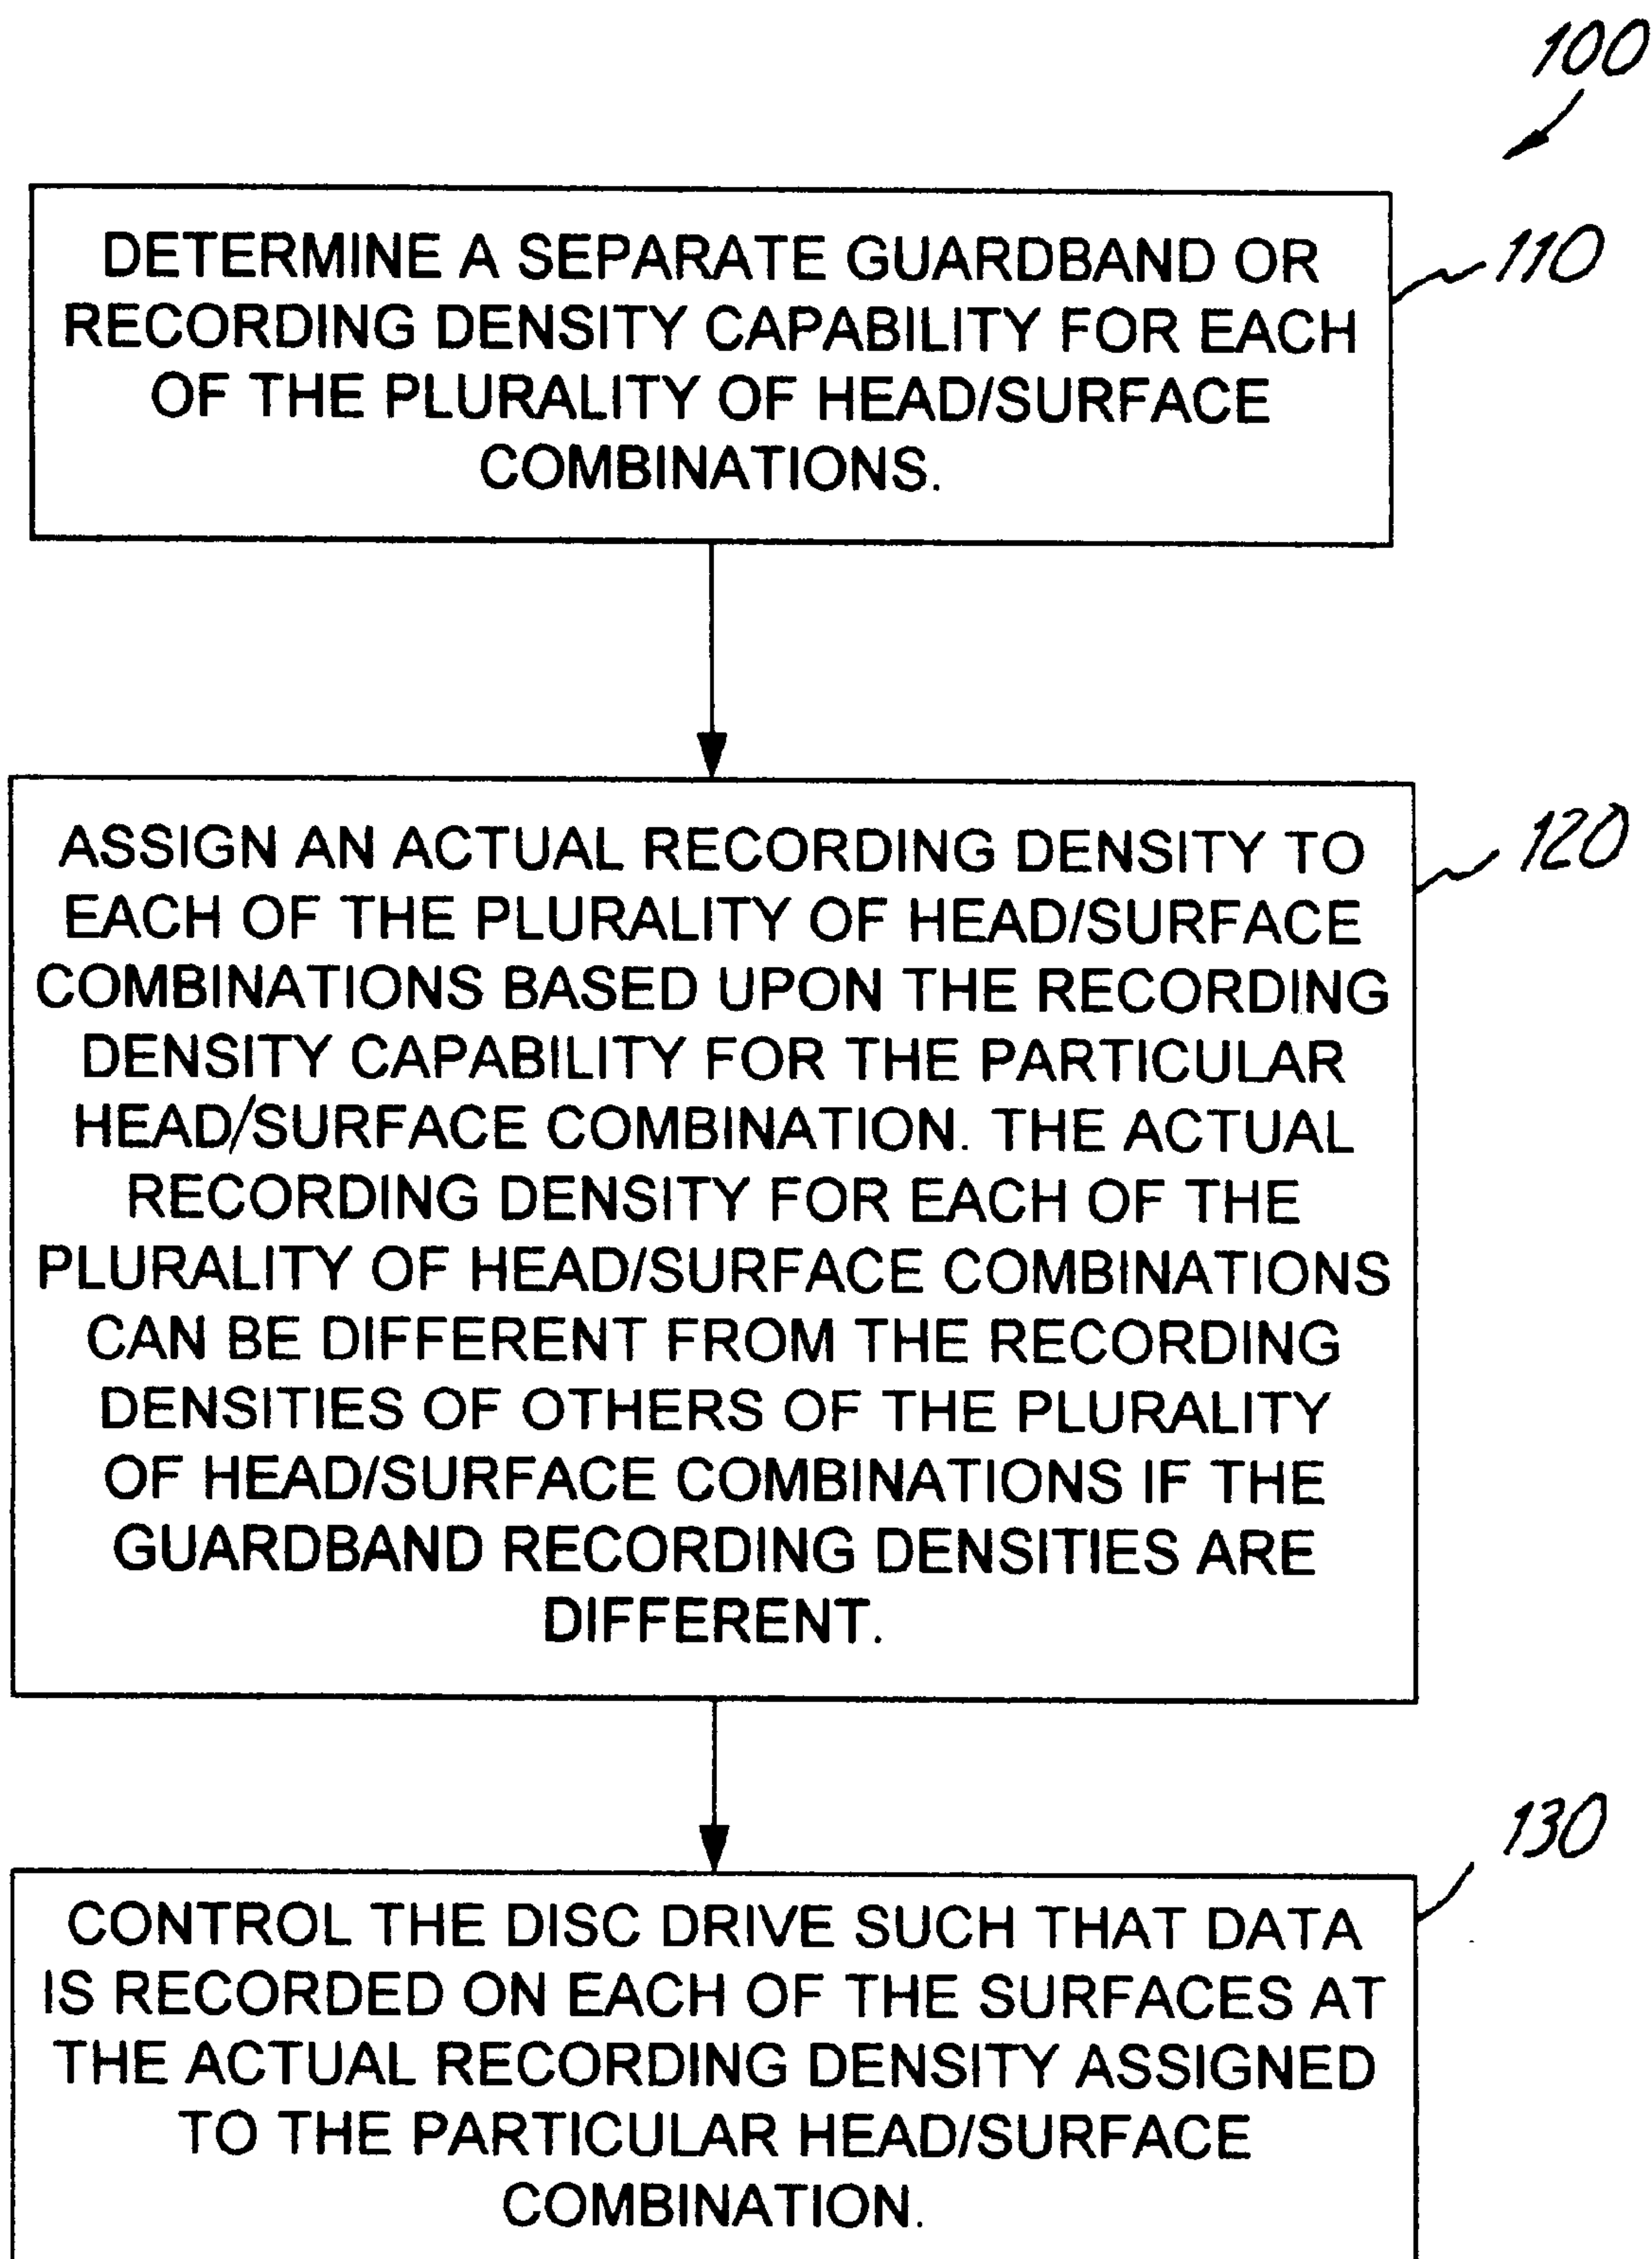 100
DETERMINE A SEPARATE GUARDBAND OR
RECORDING DENSITY CAPABILITY FOR EACH
OF THE PLURALITY OF HEAD/SURFACE
COMBINATIONS.
110
ASSIGN AN ACTUAL RECORDING DENSITY TO
EACH OF THE PLURALITY OF HEAD/SURFACE
COMBINATIONS BASED UPON THE RECORDING
DENSITY CAPABILITY FOR THE PARTICULAR
HEAD/SURFACE COMBINATION. THE ACTUAL
RECORDING DENSITY FOR EACH OF THE
PLURALITY OF HEAD/SURFACE COMBINATIONS
CAN BE DIFFERENT FROM THE RECORDING
DENSITIES OF OTHERS OF THE PLURALITY
OF HEAD/SURFACE COMBINATIONS IF THE
GUARDBAND RECORDING DENSITIES ARE
DIFFERENT.
120
CONTROL THE DISC DRIVE SUCH THAT DATA
IS RECORDED ON EACH OF THE SURFACES AT
THE ACTUAL RECORDING DENSITY ASSIGNED
TO THE PARTICULAR HEAD/SURFACE
COMBINATION.
130